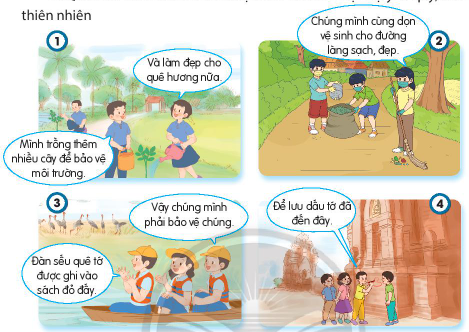 thiên nhiên
1
Và làm đẹp cho
quê hương nữa.
Mình trồng thêm
nhiều cây để bảo vệ
môi trường.
2
Chúng mình cùng dọn
vệ sinh cho đường
làng sạch, đẹp.
3
Đàn sếu quê tớ
được ghi vào
sách đỏ đấy.
Vậy chúng mình
phải bảo vệ chúng.
4
Để lưu dấu tớ đã
đến đây.